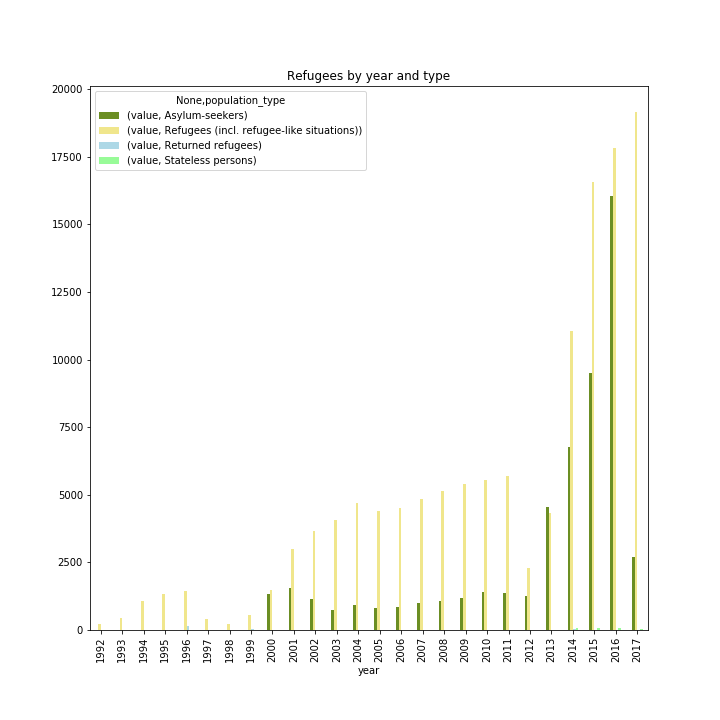 Refugees by year and type
None,population_type
(value, Asylum-seekers)
(value, Refugees (incl. refugee-like situations))
(value, Returned refugees)
(value, Stateless persons)
20000
17500
15000
12500
10000
7500
5000
2500
0
1992 1993 1994 1995 1996 1997 1998 1999 2000 2001 2002 2003 2004 2005 2006 2007 2008 2009 2010 2011 2012 2013 2014 2015 2016 2017
year